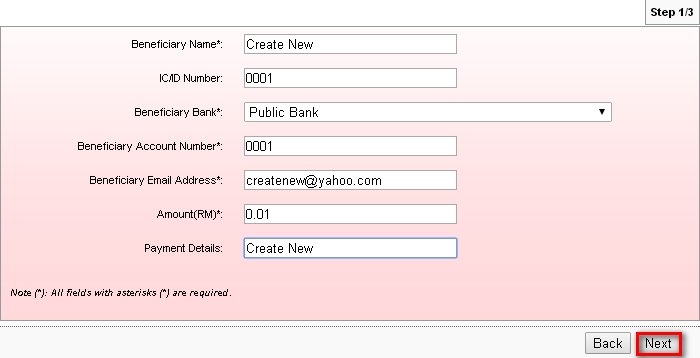 Step 1/3
Beneficiary Name*: Create New
IC/ID Number: 0001
Beneficiary Bank*: Public Bank
Beneficiary Account Number*: 0001
Beneficiary Email Address*: createnew@yahoo.com
Amount(RM)*: 0.01
Payment Details: Create New
Note (*): All fields with asterisks (*) are required.
Back Next